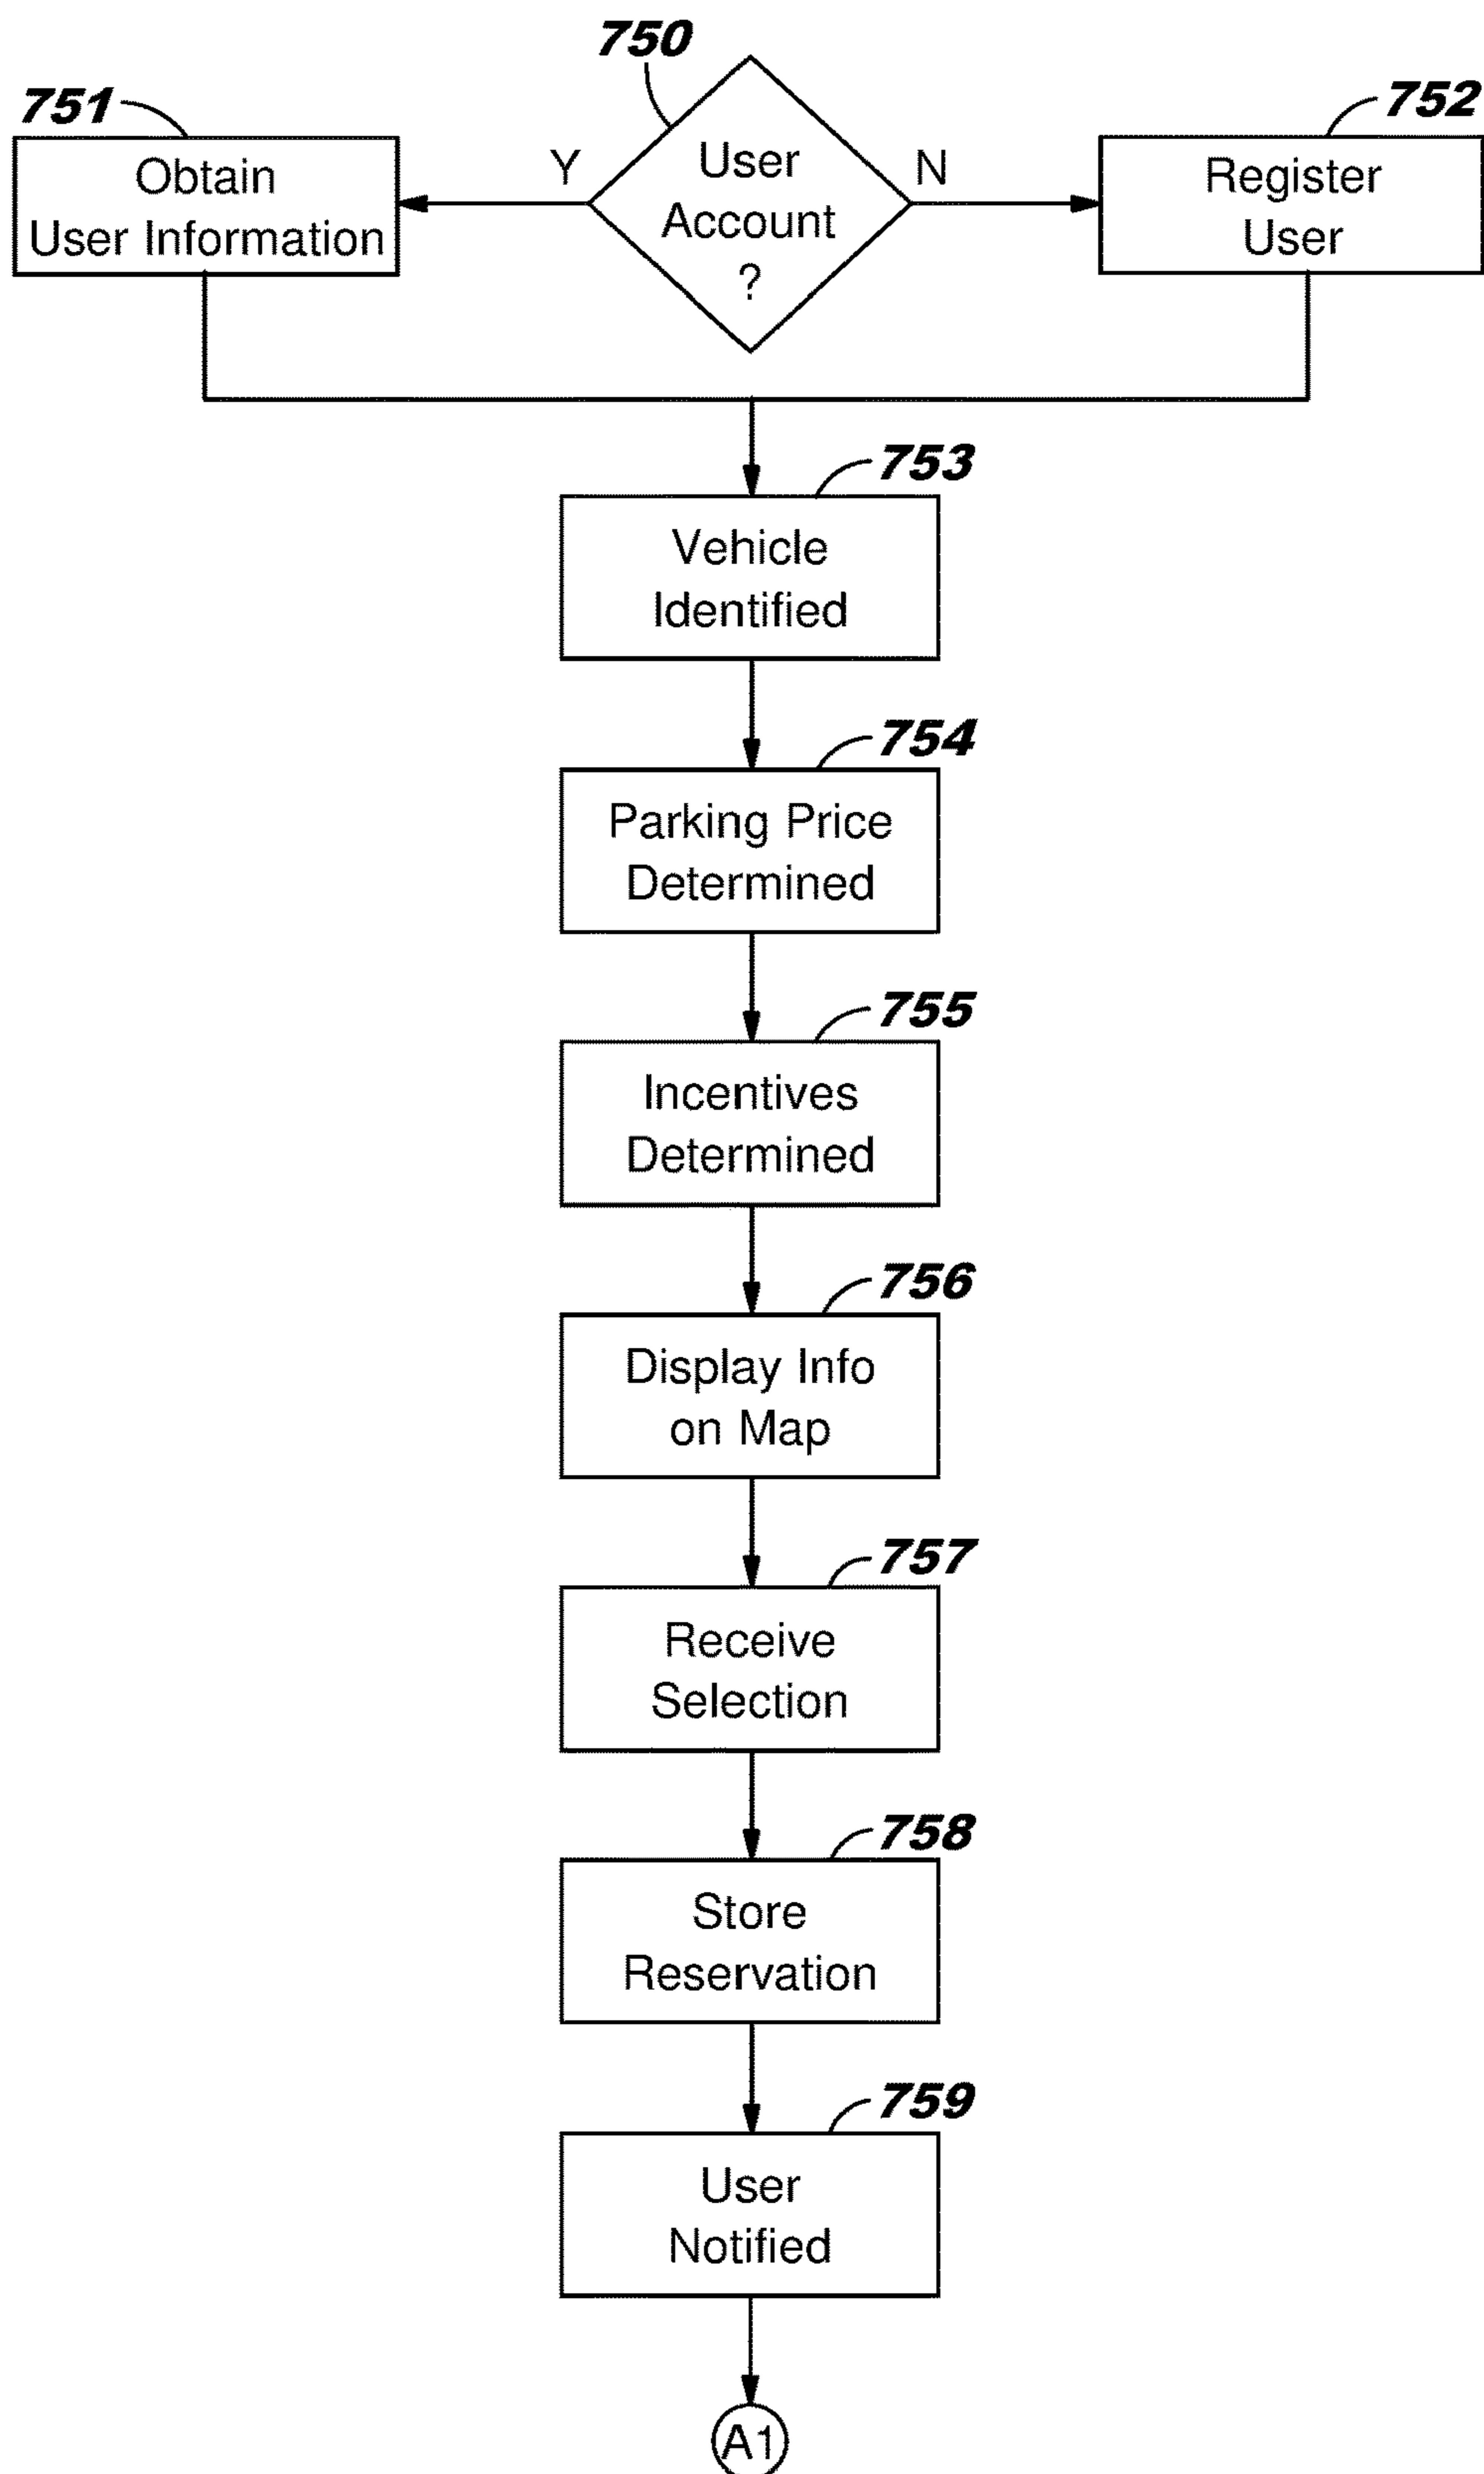 750
751
752
Y
User
Account
?
N
Obtain
User Information
Register
User
753
Vehicle
Identified
754
Parking Price
Determined
755
Incentives
Determined
756
Display Info
on Map
757
Receive
Selection
758
Store
Reservation
759
User
Notified
A1